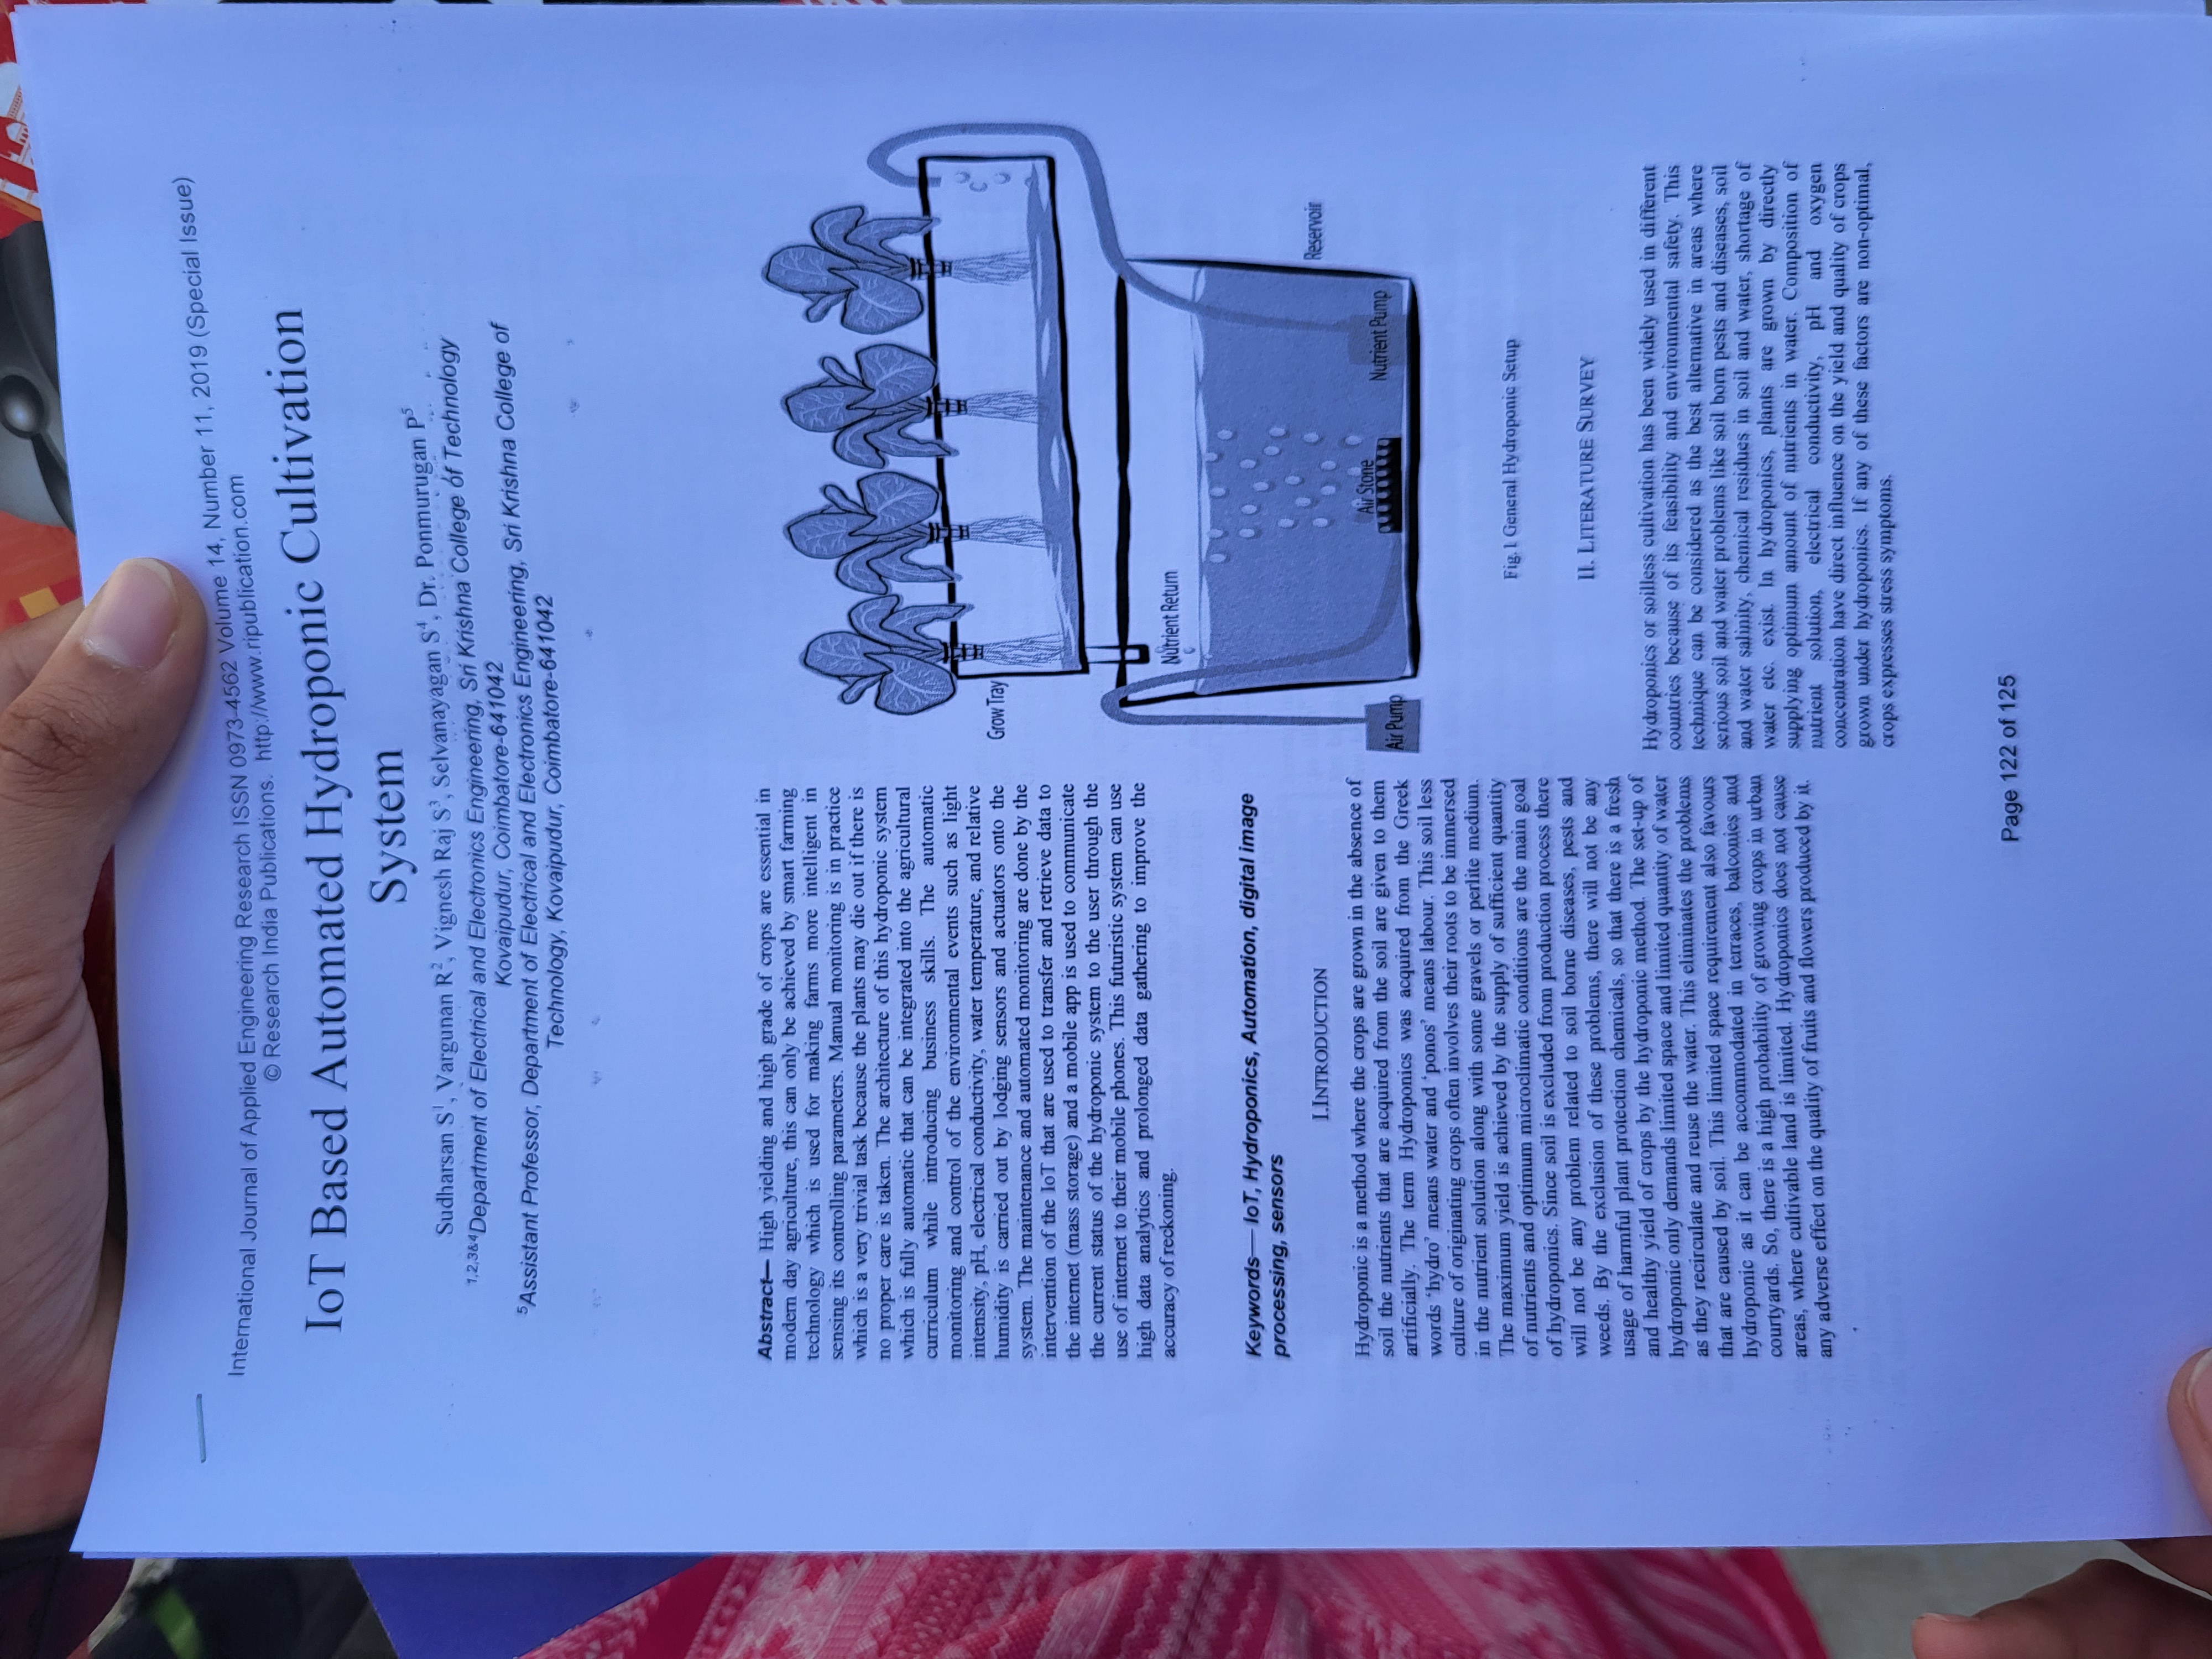 International Journal of Applied Engineering Research ISSN 0973-4562 Volume 14, Number 11, 2019 (Special Issue)
© Research India Publications. http://www.ripublication.com
IoT Based Automated Hydroponic Cultivation
System
Sudharsan S1, Vargunan R2, Vignesh Raj S3, Selvanayagan S4, Dr. Ponmurugan P5
1,2,3&4Department of Electrical and Electronics Engineering, Sri Krishna College of Technology
Kovaipudur, Coimbatore-641042
5Assistant Professor, Department of Electrical and Electronics Engineering, Sri Krishna College of
Technology, Kovaipudur, Coimbatore-641042
Abstract— High yielding and high grade of crops are essential in
modern day agriculture, this can only be achieved by smart farming
technology which is used for making farms more intelligent in
sensing its controlling parameters. Manual monitoring is in practice
which is a very trivial task because the plants may die out if there is
no proper care is taken. The architecture of this hydroponic system
which is fully automatic that can be integrated into the agricultural
curriculum while introducing business skills. The automatic
monitoring and control of the environmental events such as light
intensity, pH, electrical conductivity, water temperature, and relative
humidity is carried out by lodging sensors and actuators onto the
system. The maintenance and automated monitoring are done by the
intervention of the IoT that are used to transfer and retrieve data to
the internet (mass storage) and a mobile app is used to communicate
the current status of the hydroponic system to the user through the
use of internet to their mobile phones. This futuristic system can use
high data analytics and prolonged data gathering to improve the
accuracy of reckoning.
Keywords— IoT, Hydroponics, Automation, digital image
processing, sensors
I.INTRODUCTION
Hydroponic is a method where the crops are grown in the absence of
soil the nutrients that are acquired from the soil are given to them
artificially. The term Hydroponics was acquired from the Greek
words ‘hydro’ means water and ‘ponos’ means labour. This soil less
culture of originating crops often involves their roots to be immersed
in the nutrient solution along with some gravels or perlite medium.
The maximum yield is achieved by the supply of sufficient quantity
of nutrients and optimum microclimatic conditions are the main goal
of hydroponics. Since soil is excluded from production process there
will not be any problem related to soil borne diseases, pests and
weeds. By the exclusion of these problems, there will not be any
usage of harmful plant protection chemicals, so that there is a fresh
and healthy yield of crops by the hydroponic method. The set-up of
hydroponic only demands limited space and limited quantity of water
as they recirculate and reuse the water. This eliminates the problems
that are caused by soil. This limited space requirement also favours
hydroponic as it can be accommodated in terraces, balconies and
courtyards. So, there is a high probability of growing crops in urban
areas, where cultivable land is limited. Hydroponics does not cause
any adverse effect on the quality of fruits and flowers produced by it.
Grow Tray
Nutrient Return
Reservoir
Air Stone
Nutrient Pump
Air Pump
Fig.1 General Hydroponic Setup
II. LITERATURE SURVEY
Hydroponics or soilless cultivation has been widely used in different
countries because of its feasibility and environmental safety. This
technique can be considered as the best alternative in areas where
serious soil and water problems like soil born pests and diseases, soil
and water salinity, chemical residues in soil and water, shortage of
water etc. exist. In hydroponics, plants are grown by directly
supplying optimum amount of nutrients in water. Composition of
nutrient solution, electrical conductivity, pH and oxygen
concentration have direct influence on the yield and quality of crops
grown under hydroponics. If any of these factors are non-optimal,
crops expresses stress symptoms.
Page 122 of 125